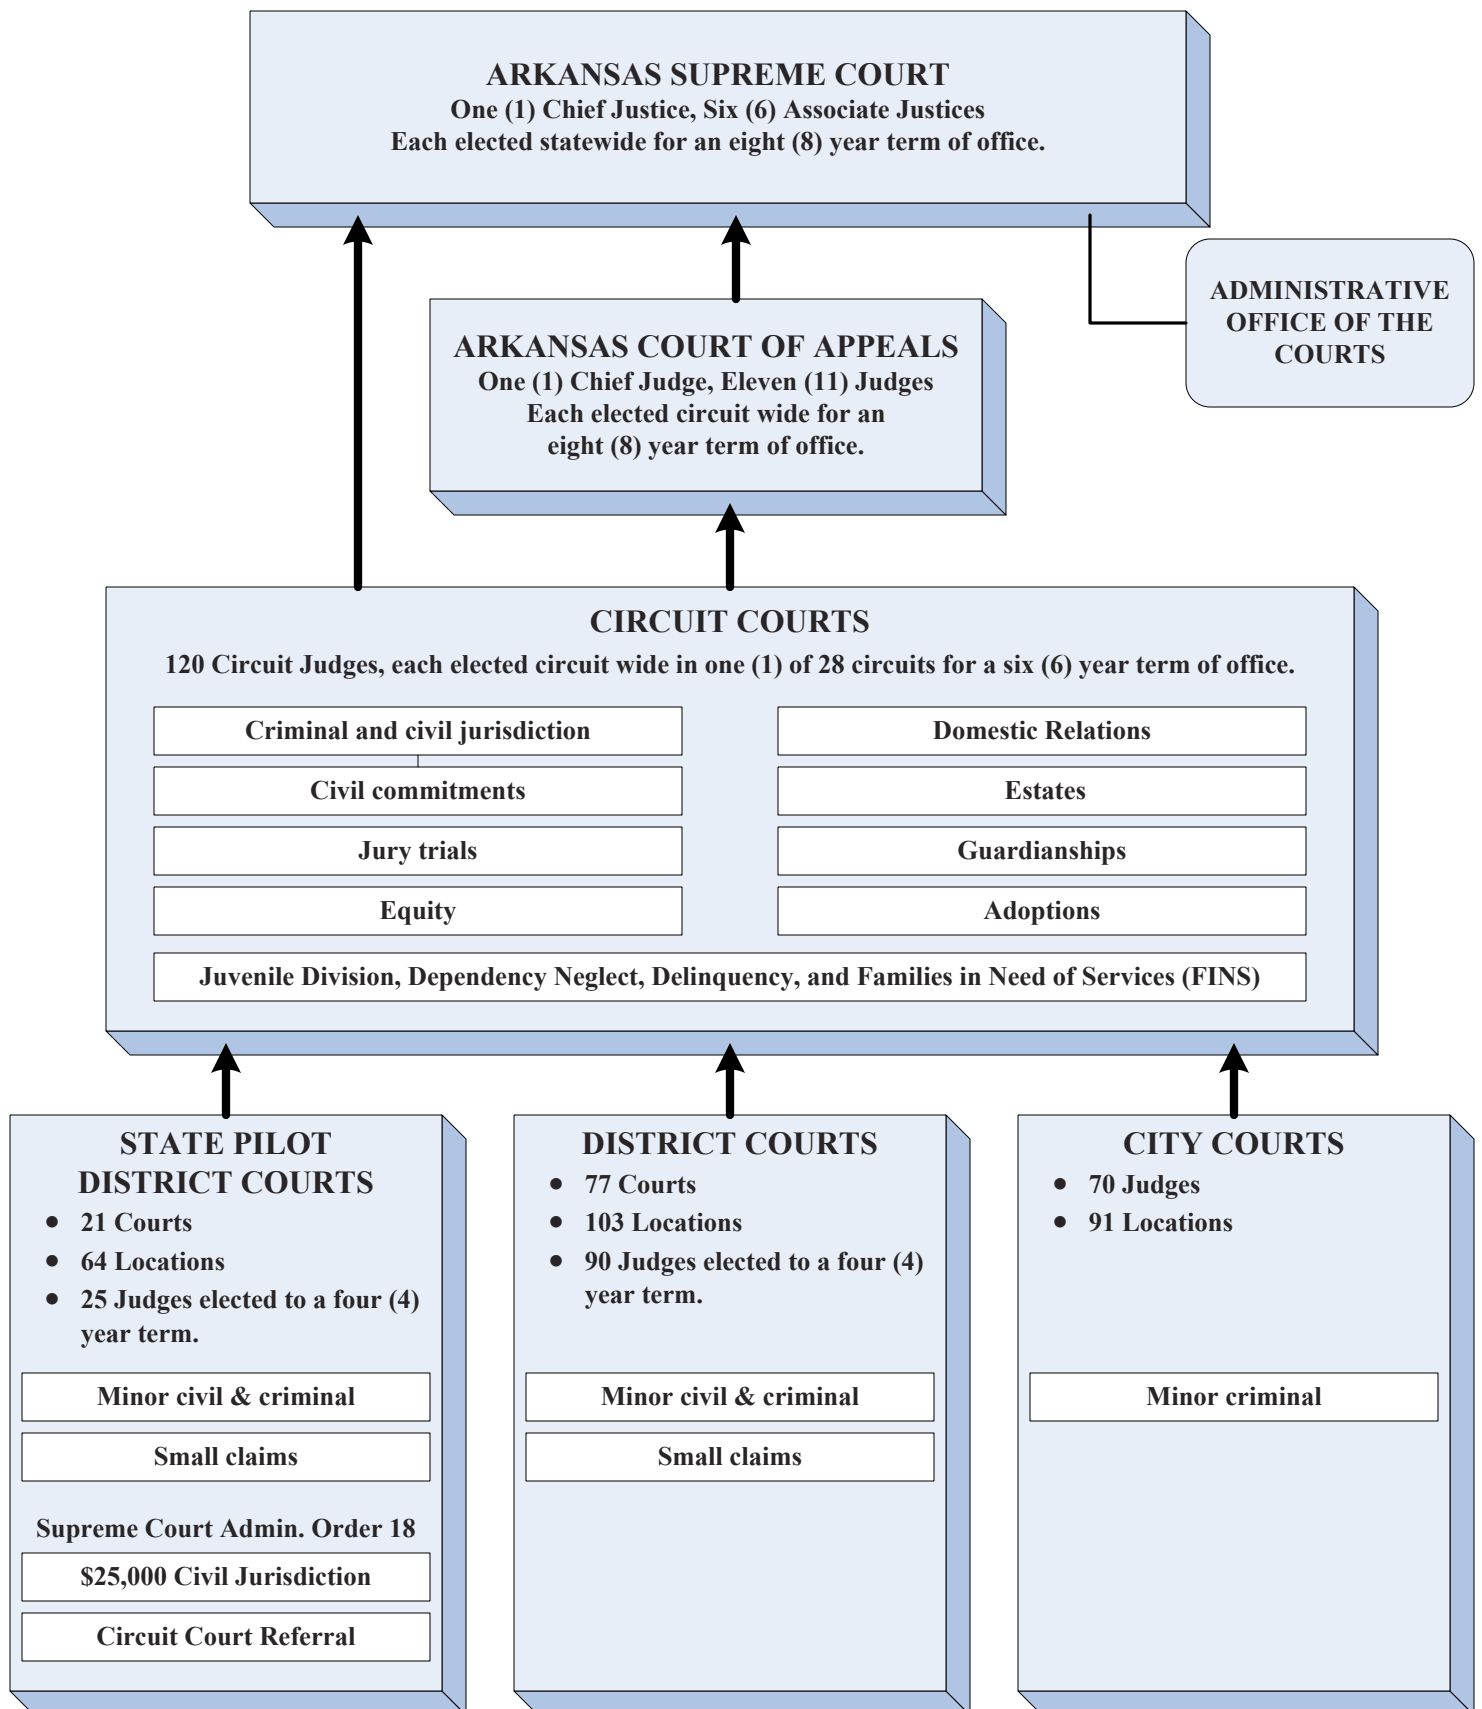 ARKANSAS SUPREME COURT
One (1) Chief Justice, Six (6) Associate Justices
Each elected statewide for an eight (8) year term of office.
ADMINISTRATIVE
OFFICE OF THE
COURTS
ARKANSAS COURT OF APPEALS
One (1) Chief Judge, Eleven (11) Judges
Each elected circuit wide for an
eight (8) year term of office.
CIRCUIT COURTS
120 Circuit Judges, each elected circuit wide in one (1) of 28 circuits for a six (6) year term of office.
Criminal and civil jurisdiction
Civil commitments
Jury trials
Equity
Domestic Relations
Estates
Guardianships
Adoptions
Juvenile Division, Dependency Neglect, Delinquency, and Families in Need of Services (FINS)
STATE PILOT
DISTRICT COURTS
• 21 Courts
• 64 Locations
• 25 Judges elected to a four (4)
year term.
Minor civil & criminal
Small claims
Supreme Court Admin. Order 18
$25,000 Civil Jurisdiction
Circuit Court Referral
DISTRICT COURTS
• 77 Courts
• 103 Locations
• 90 Judges elected to a four (4)
year term.
Minor civil & criminal
Small claims
CITY COURTS
• 70 Judges
• 91 Locations
Minor criminal